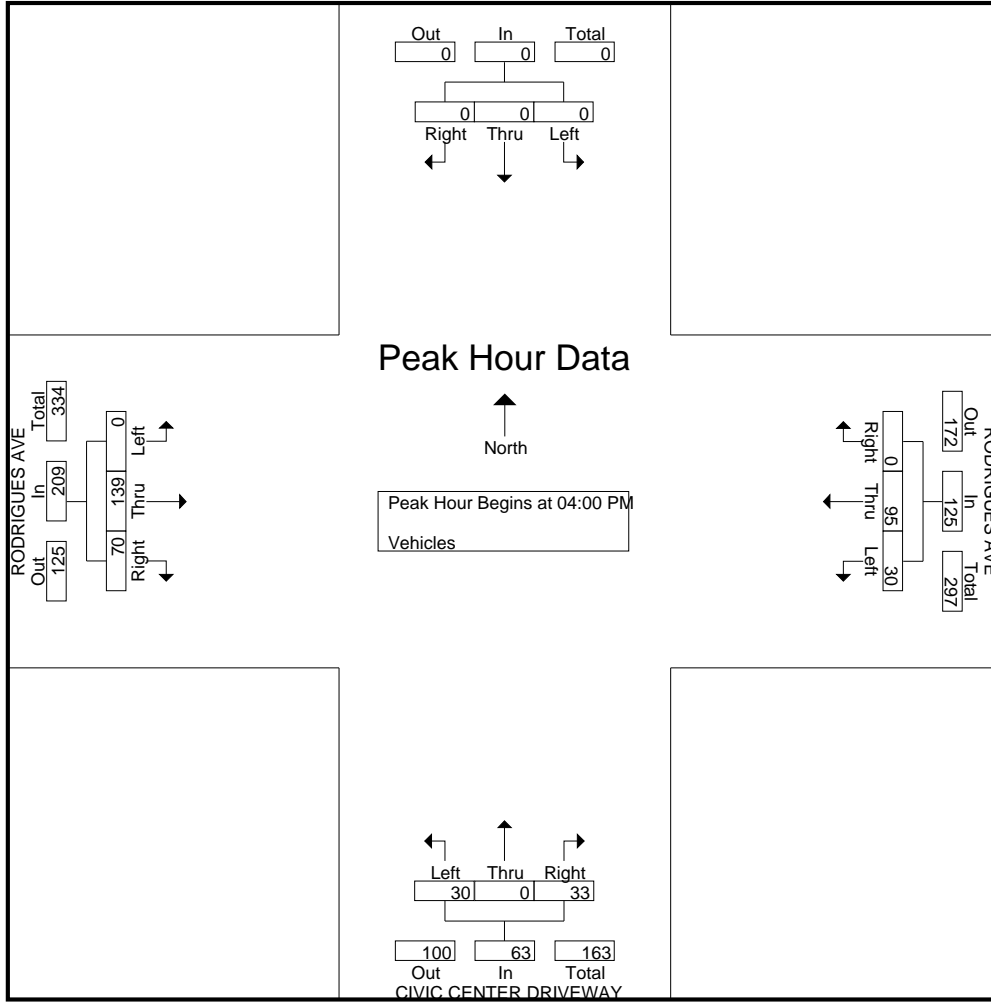 Out In Total
0 0 0
0 0 0
Right Thru Left
Peak Hour Data
North
Peak Hour Begins at 04:00 PM
Vehicles
RODRIGUES AVE
Out In Total
125 209 334
70 139 0
Right Thru Left
RODRIGUES AVE
Out In Total
172 125 297
0 95 30
Right Thru Left
Left Thru Right
30 0 33
100 63 163
Out In Total
CIVIC CENTER DRIVEWAY